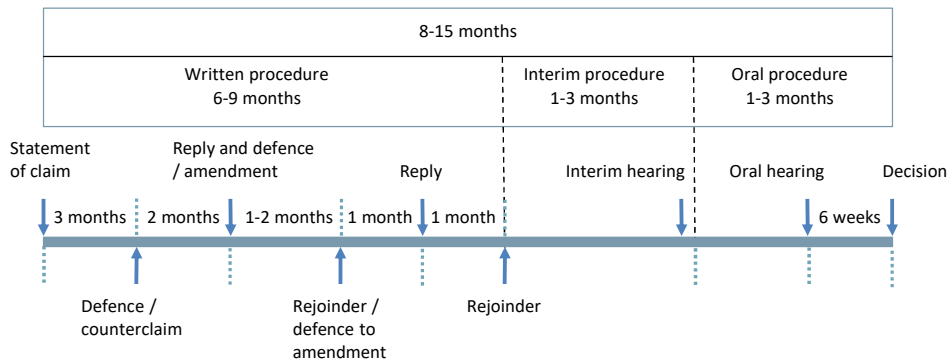 8-15 months
Written procedure
6-9 months
Interim procedure
1-3 months
Oral procedure
1-3 months
Statement
of claim
Reply and defence
/ amendment
Reply
Interim hearing
Oral hearing
Decision
3 months
2 months
1-2 months
1 month
1 month
6 weeks
Defence /
counterclaim
Rejoinder /
defence to
amendment
Rejoinder